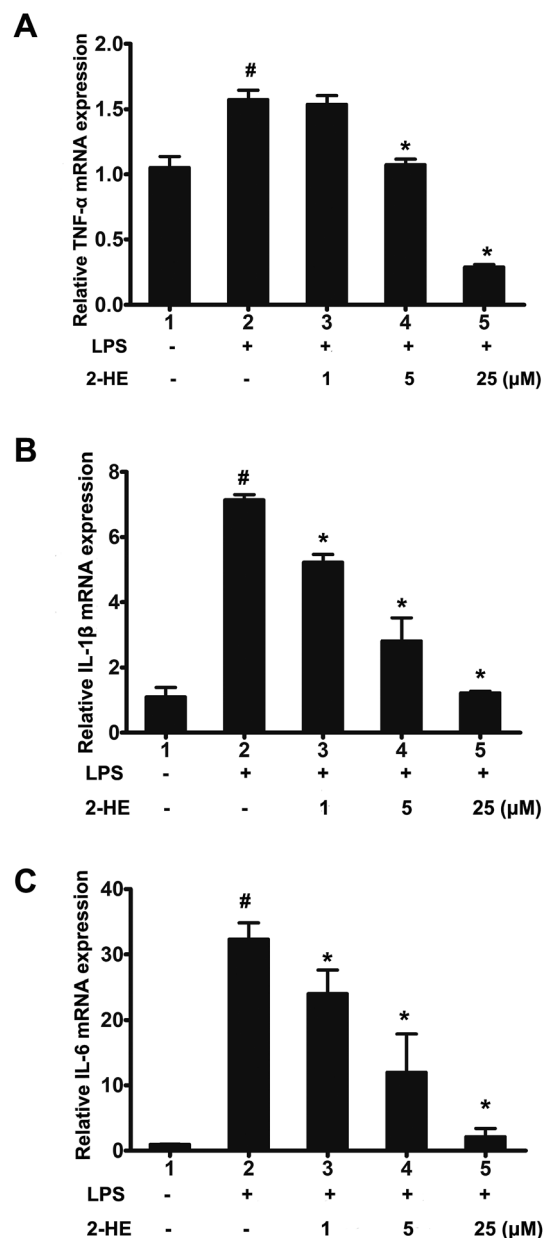 A
Relative TNF-α mRNA expression
2.0
1.5
1.0
0.5
0.0
#
*
*
1 2 3 4 5
LPS - + + + +
2-HE - - 1 5 25 (μM)
B
Relative IL-1β mRNA expression
8
6
4
2
0
#
*
*
*
1 2 3 4 5
LPS - + + + +
2-HE - - 1 5 25 (μM)
C
Relative IL-6 mRNA expression
40
30
20
10
0
#
*
*
*
1 2 3 4 5
LPS - + + + +
2-HE - - 1 5 25 (μM)